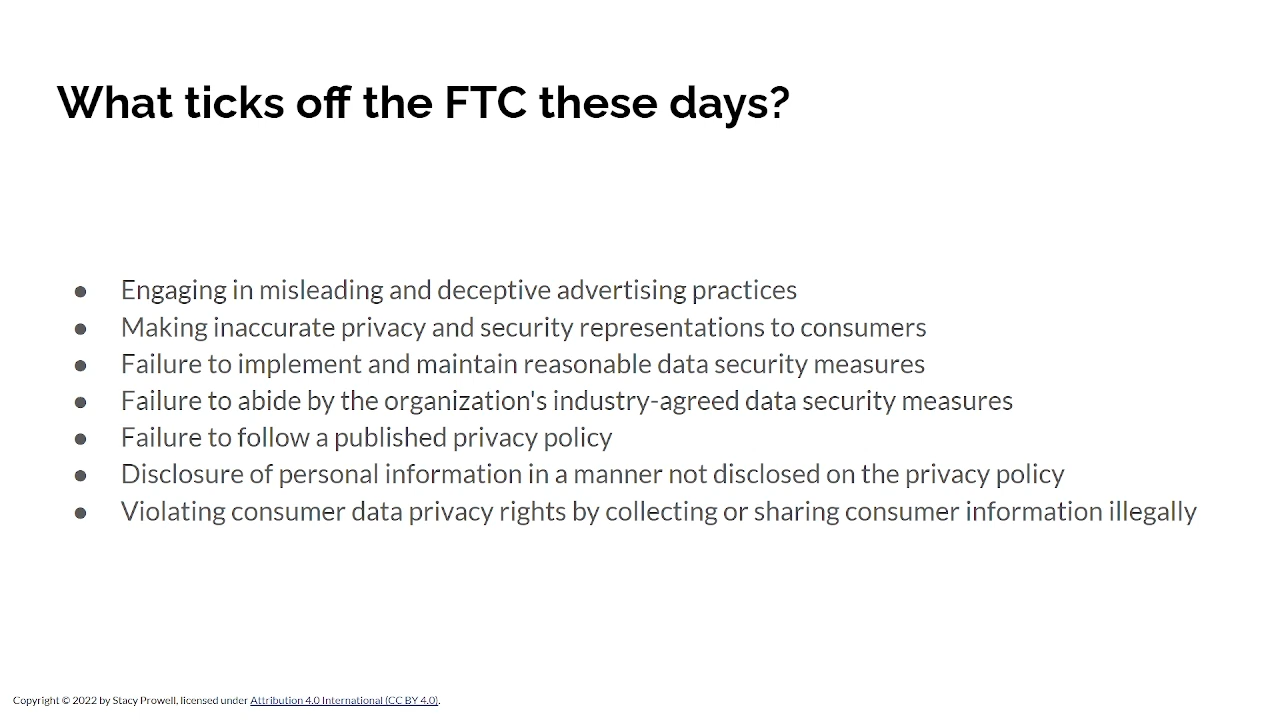 What ticks off the FTC these days?
● Engaging in misleading and deceptive advertising practices
● Making inaccurate privacy and security representations to consumers
● Failure to implement and maintain reasonable data security measures
● Failure to abide by the organization's industry-agreed data security measures
● Failure to follow a published privacy policy
● Disclosure of personal information in a manner not disclosed on the privacy policy
● Violating consumer data privacy rights by collecting or sharing consumer information illegally
Copyright © 2022 by Stacy Prowell, licensed under Attribution 4.0 International (CC BY 4.0).